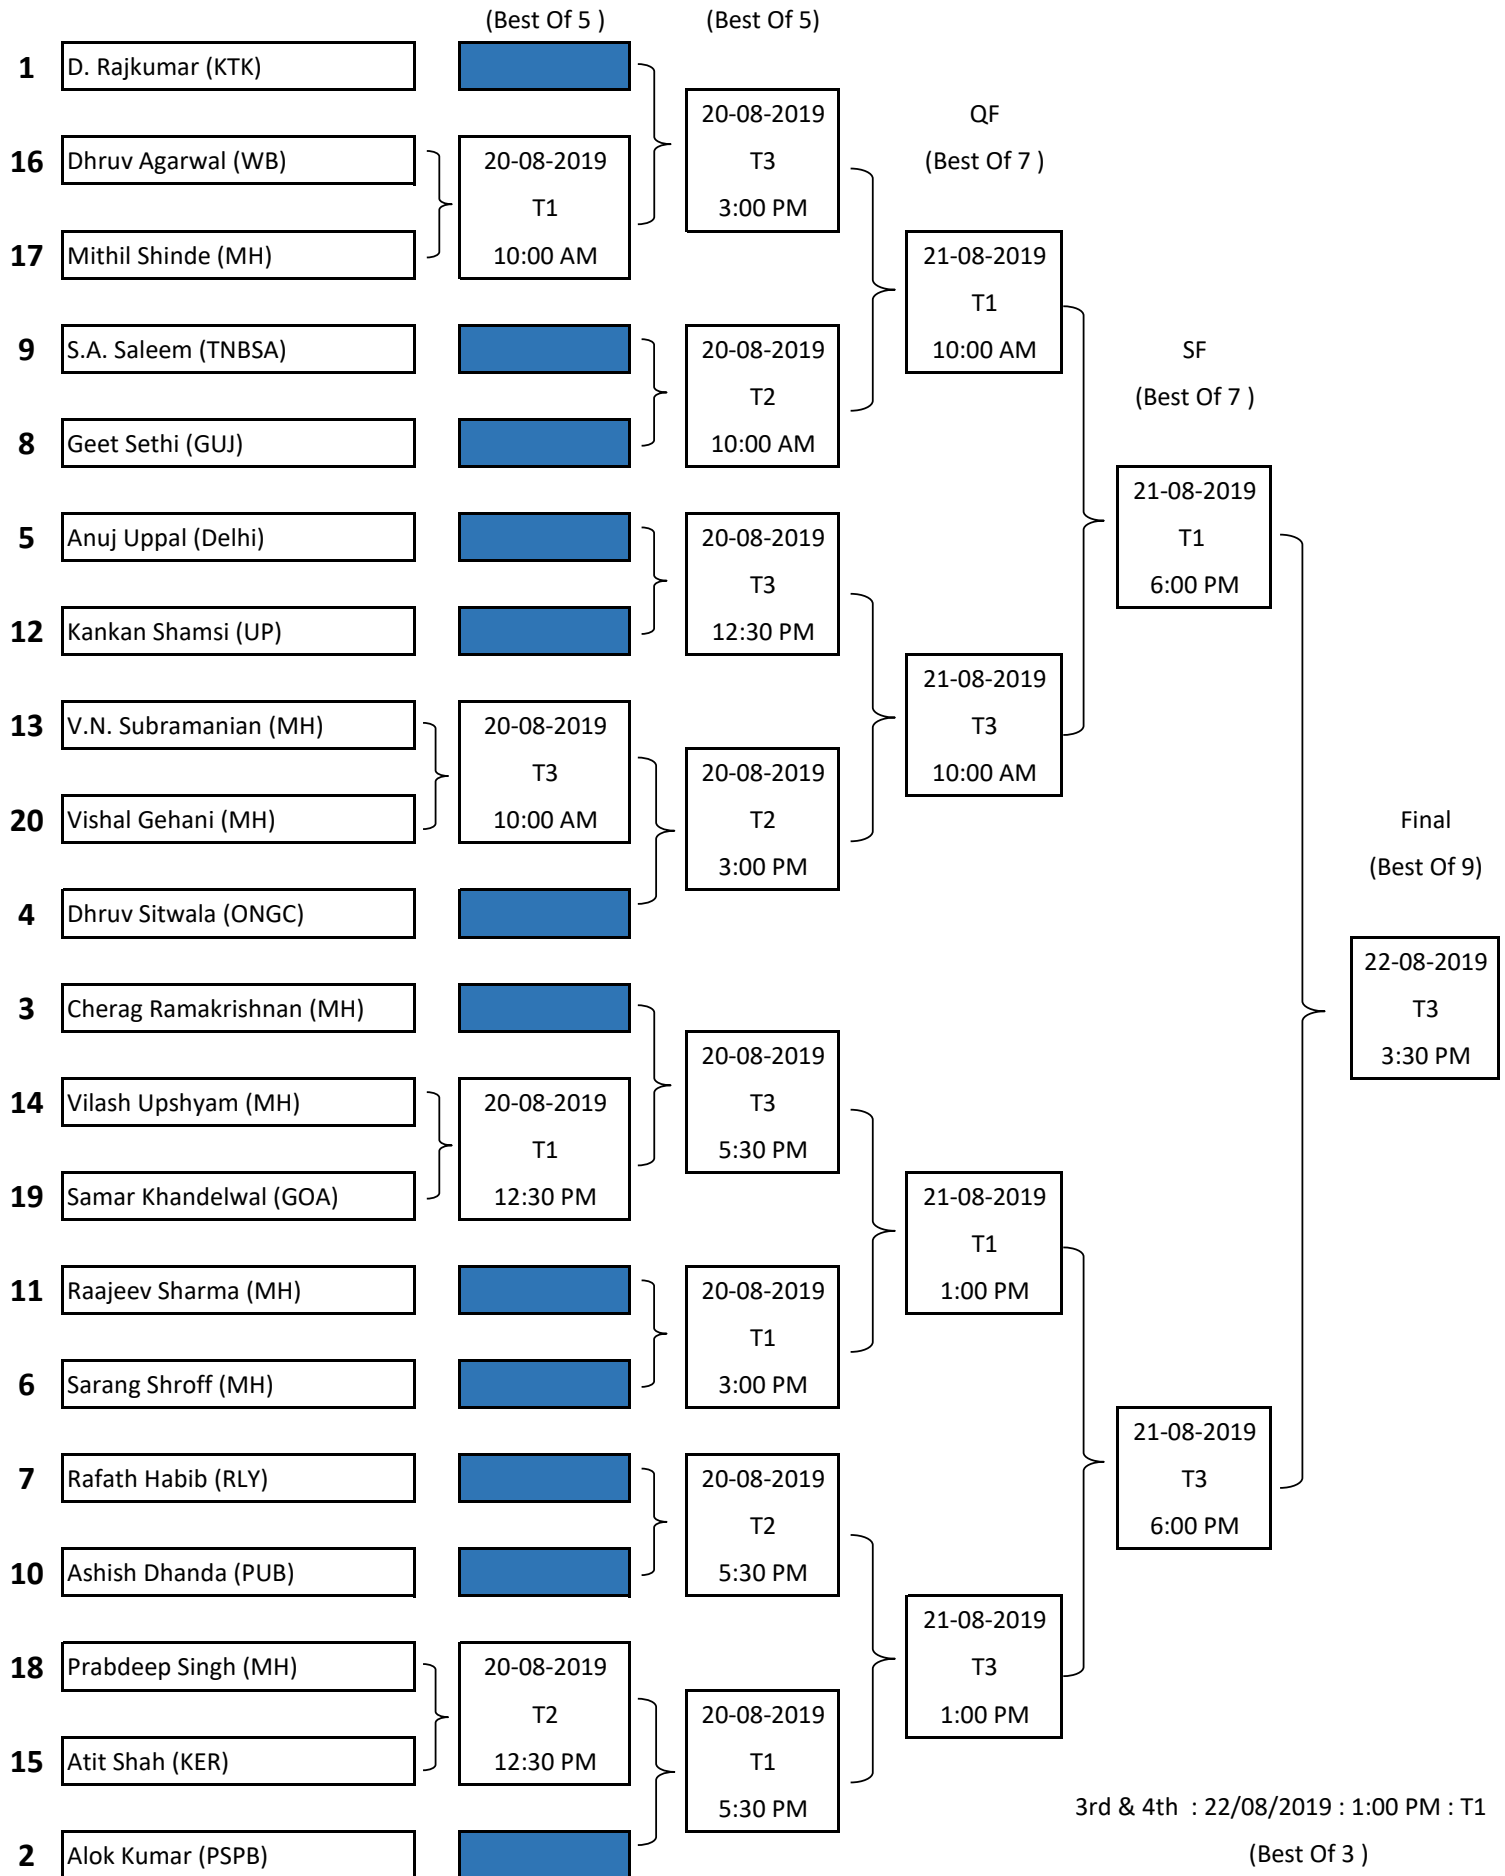 (Best Of 5 )
(Best Of 5)
1 D. Rajkumar (KTK)
16 Dhruv Agarwal (WB)
17 Mithil Shinde (MH)
9 S.A. Saleem (TNBSA)
8 Geet Sethi (GUJ)
5 Anuj Uppal (Delhi)
12 Kankan Shamsi (UP)
13 V.N. Subramanian (MH)
20 Vishal Gehani (MH)
4 Dhruv Sitwala (ONGC)
3 Cherag Ramakrishnan (MH)
14 Vilash Upshyam (MH)
19 Samar Khandelwal (GOA)
11 Raajeev Sharma (MH)
6 Sarang Shroff (MH)
7 Rafath Habib (RLY)
10 Ashish Dhanda (PUB)
18 Prabdeep Singh (MH)
15 Atit Shah (KER)
2 Alok Kumar (PSPB)
20-08-2019
T1
10:00 AM
20-08-2019
T3
10:00 AM
20-08-2019
T1
12:30 PM
20-08-2019
T2
12:30 PM
20-08-2019
T3
3:00 PM
20-08-2019
T2
10:00 AM
20-08-2019
T3
12:30 PM
20-08-2019
T2
3:00 PM
20-08-2019
T3
5:30 PM
20-08-2019
T1
3:00 PM
20-08-2019
T2
5:30 PM
20-08-2019
T1
5:30 PM
QF
(Best Of 7 )
21-08-2019
T1
10:00 AM
21-08-2019
T3
10:00 AM
21-08-2019
T1
1:00 PM
21-08-2019
T3
1:00 PM
SF
(Best Of 7 )
21-08-2019
T1
6:00 PM
21-08-2019
T3
6:00 PM
Final
(Best Of 9)
22-08-2019
T3
3:30 PM
3rd & 4th : 22/08/2019 : 1:00 PM : T1
(Best Of 3 )